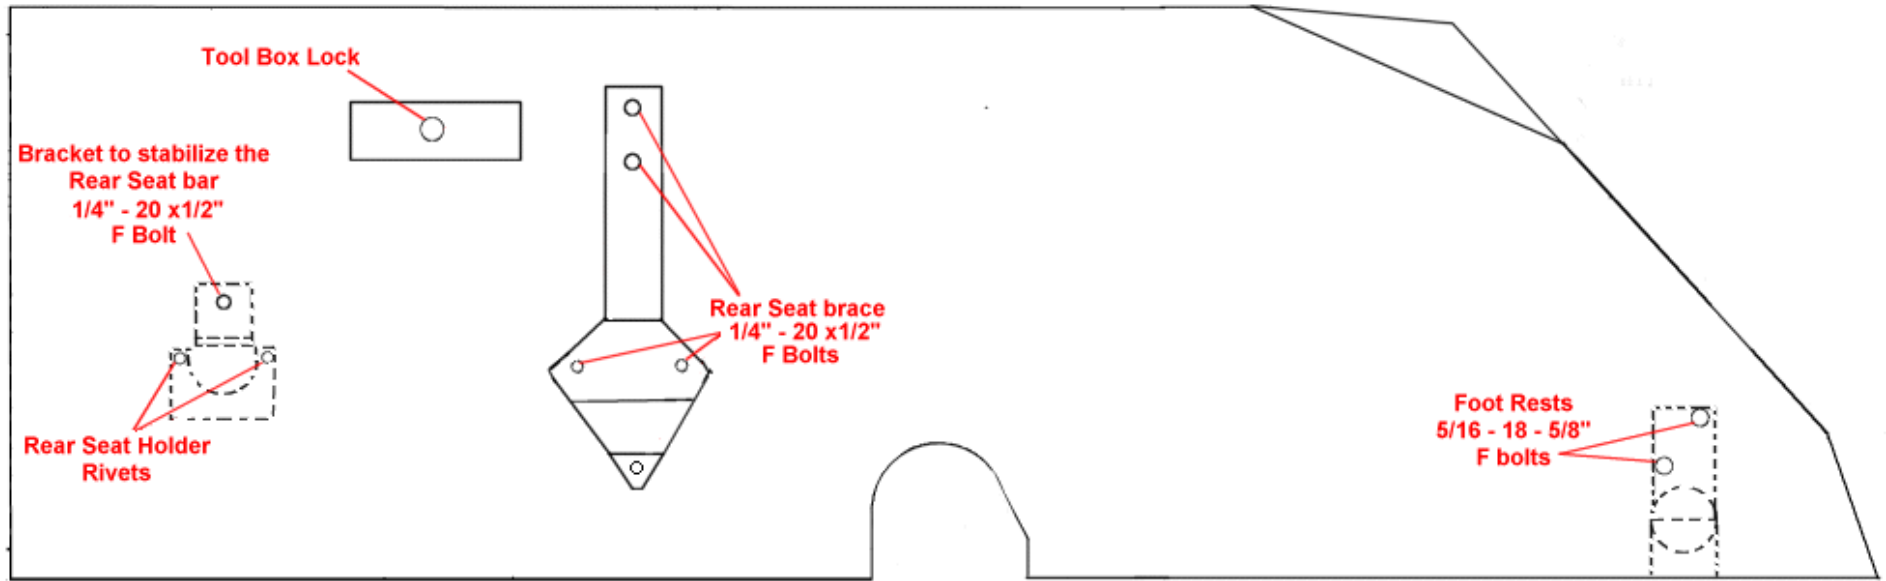 Tool Box Lock
Bracket to stabilize the
Rear Seat bar
1/4" - 20 x1/2"
F Bolt
Rear Seat brace
1/4" - 20 x1/2"
F Bolts
Rear Seat Holder
Rivets
Foot Rests
5/16 - 18 - 5/8"
F bolts